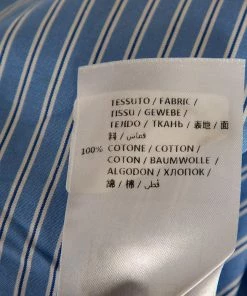 TESSUTO / FABRIC /
TISSU / GEWEBE /
TEJIDO / ТКАНЬ / 表地 / 面
料 / قماش /
100% COTONE / COTTON /
COTON / BAUMWOLLE /
ALGODON / ХЛОПОК /
綿 / 棉 / قطن /